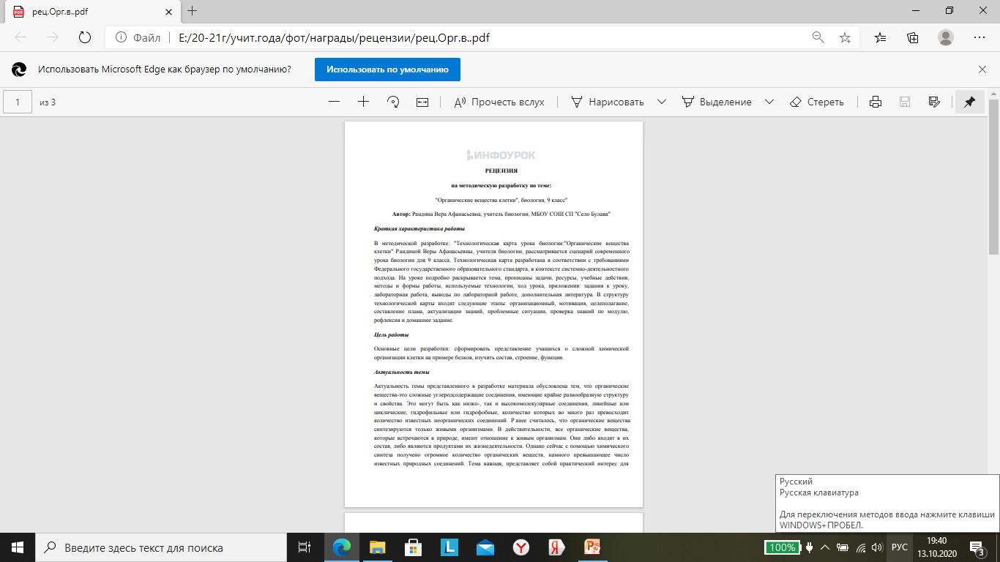 рец.Орг.в..pdf
Файл
E:/20-21г/учит.года/фот/награды/рецензии/рец.Орг.в..pdf
Использовать Microsoft Edge как браузер по умолчанию?
Использовать по умолчанию
1 из 3
Прочесть вслух
Нарисовать
Выделение
Стереть
ИНФОУРОК
РЕЦЕНЗИЯ
на методическую разработку по теме:
"Органические вещества клетки", биология, 9 класс"
Автор: Рандина Вера Афанасьевна, учитель биологии, МБОУ СОШ СП "Село Булава"
Краткая характеристика работы
В методической разработке: "Технологическая карта урока биологии:"Органические вещества
клетки" Рандиной Веры Афанасьевны, учителя биологии, рассматривается сценарий современного
урока биологии для 9 класса. Технологическая карта разработана в соответствии с требованиями
Федерального государственного образовательного стандарта, в контексте системно-деятельностного
подхода. На уроке подробно раскрывается тема, прописаны задачи, ресурсы, учебные действия,
методы и формы работы, используемые технологии, ход урока, приложения: задания к уроку,
лабораторная работа, выводы по лабораторной работе, дополнительная литература. В структуру
технологической карты входят следующие этапы: организационный, мотивация, целеполагание,
составление плана, актуализации знаний, проблемные ситуации, проверка знаний по модулю,
рефлексия и домашнее задание.
Цель работы
Основные цели разработки: сформировать представление учащихся о сложной химической
организации клетки на примере белков, изучить состав, строение, функции.
Актуальность темы
Актуальность темы представленного в разработке материала обусловлена тем, что органические
вещества-это сложные углеродсодержащие соединения, имеющие крайне разнообразную структуру
и свойства. Это могут быть как низко-, так и высокомолекулярные соединения, линейные или
циклические, гидрофильные или гидрофобные, количество которых во много раз превосходит
количество известных неорганических соединений. Р анее считалось, что органические вещества
синтезируются только живыми организмами. В действительности, все органические вещества,
которые встречаются в природе, имеют отношение к живым организмам. Они либо входят в их
состав, либо являются продуктами их жизнедеятельности. Однако сейчас с помощью химического
синтеза получено огромное количество органических веществ, намного превышающее число
известных природных соединений. Тема важная, представляет собой практический интерес для
Русский
Русская клавиатура
Для переключения методов ввода нажмите клавиши
WINDOWS+ПРОБЕЛ.
Введите здесь текст для поиска
100%
РУС
19:40
13.10.2020
3